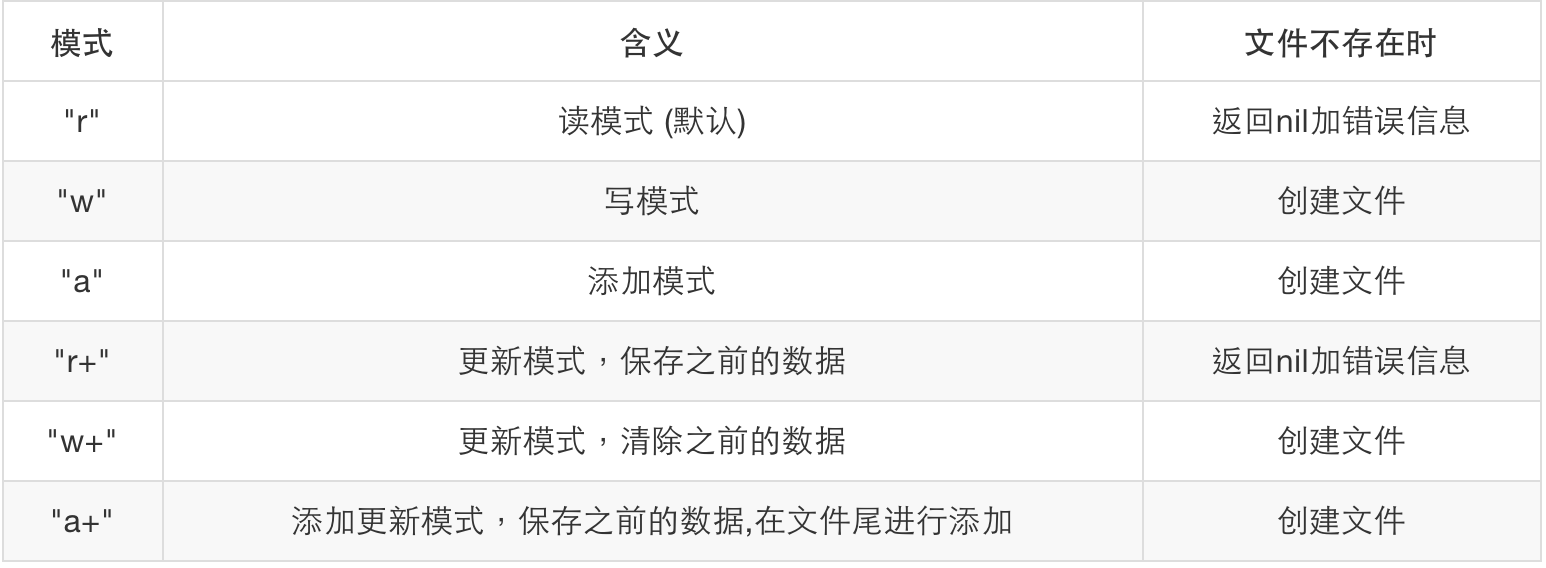 模式 含义 文件不存在时
"r" 读模式 (默认) 返回nil加错误信息
"w" 写模式 创建文件
"a" 添加模式 创建文件
"r+" 更新模式，保存之前的数据 返回nil加错误信息
"w+" 更新模式，清除之前的数据 创建文件
"a+" 添加更新模式，保存之前的数据,在文件尾进行添加 创建文件